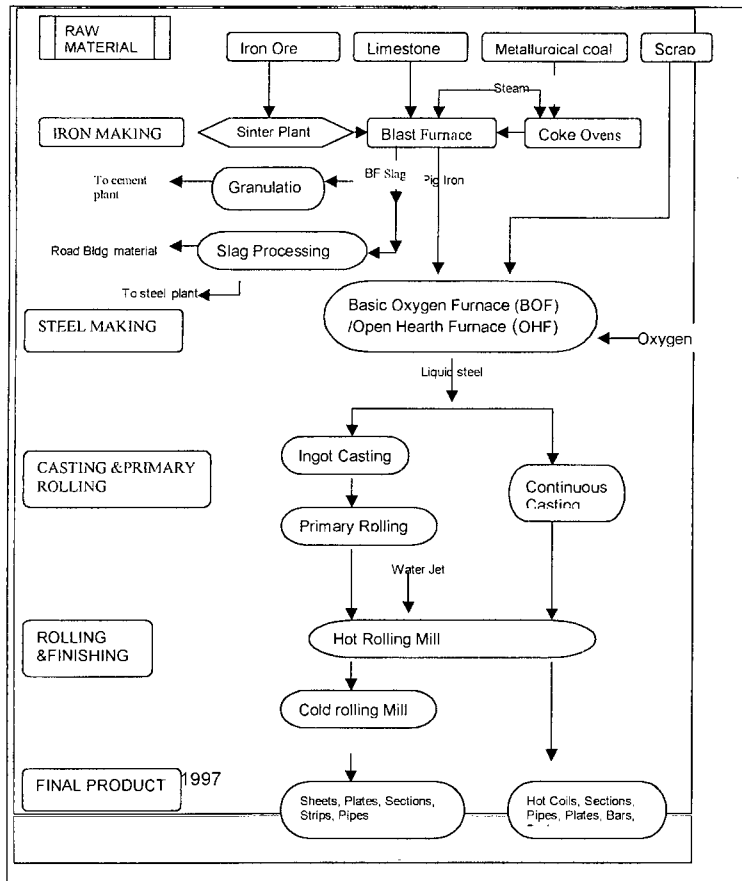 RAW
MATERIAL
Iron Ore
Limestone
Metallurgical coal
Scrap
Steam
IRON MAKING
Sinter Plant
Blast Furnace
Coke Ovens
To cement
plant
Granulatio
BF Slag
Pig Iron
Road Bldg material
Slag Processing
To steel plant
Basic Oxygen Furnace (BOF)
/Open Hearth Furnace (OHF)
STEEL MAKING
Oxygen
Liquid steel
Ingot Casting
CASTING &PRIMARY
ROLLING
Continuous
Casting
Primary Rolling
Water Jet
ROLLING
&FINISHING
Hot Rolling Mill
Cold rolling Mill
FINAL PRODUCT
1997
Sheets, Plates, Sections,
Strips, Pipes
Hot Coils, Sections,
Pipes, Plates, Bars,